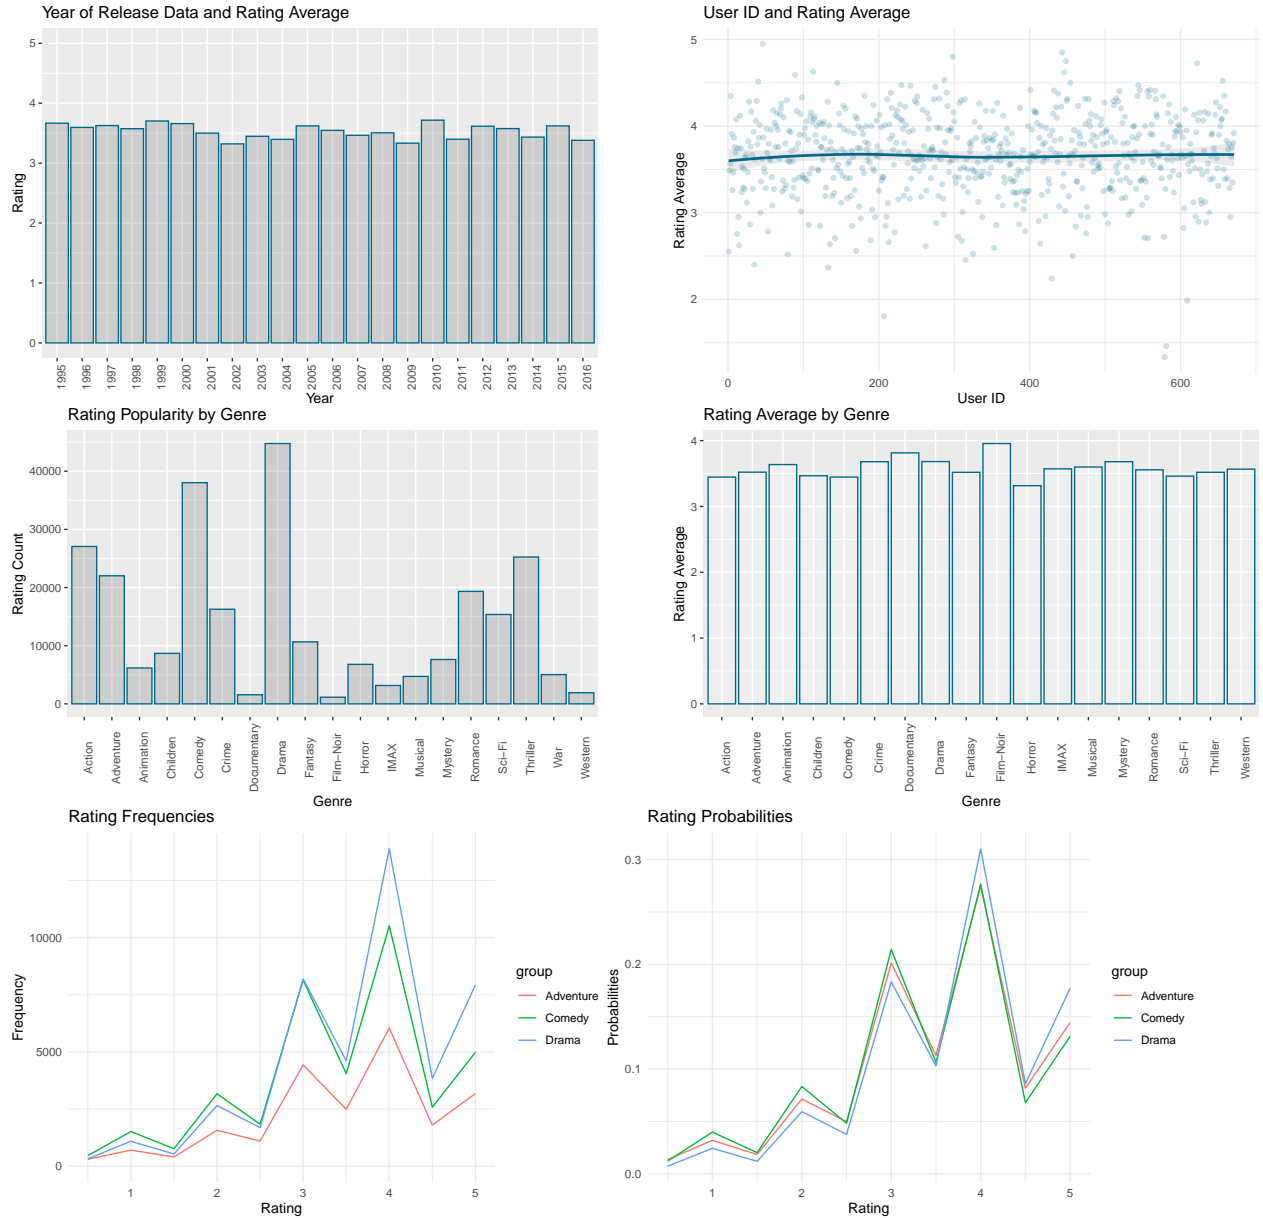 Year of Release Data and Rating Average
5
4
3
2
1
0
Rating
1995
1996
1997
1998
1999
2000
2001
2002
2003
2004
2005
2006
2007
2008
2009
2010
2011
2012
2013
2014
2015
2016
Year
User ID and Rating Average
5
4
3
2
Rating Average
0
200
400
600
User ID
Rating Popularity by Genre
40000
30000
20000
10000
0
Rating Count
Action
Adventure
Animation
Children
Comedy
Crime
Documentary
Drama
Fantasy
Film−Noir
Horror
IMAX
Musical
Mystery
Romance
Sci−Fi
Thriller
War
Western
Genre
Rating Average by Genre
4
3
2
1
0
Rating Average
Action
Adventure
Animation
Children
Comedy
Crime
Documentary
Drama
Fantasy
Film−Noir
Horror
IMAX
Musical
Mystery
Romance
Sci−Fi
Thriller
Western
Genre
Rating Frequencies
10000
5000
0
Frequency
1
2
3
4
5
Rating
group
Adventure
Comedy
Drama
Rating Probabilities
0.3
0.2
0.1
0.0
Probabilities
1
2
3
4
5
Rating
group
Adventure
Comedy
Drama